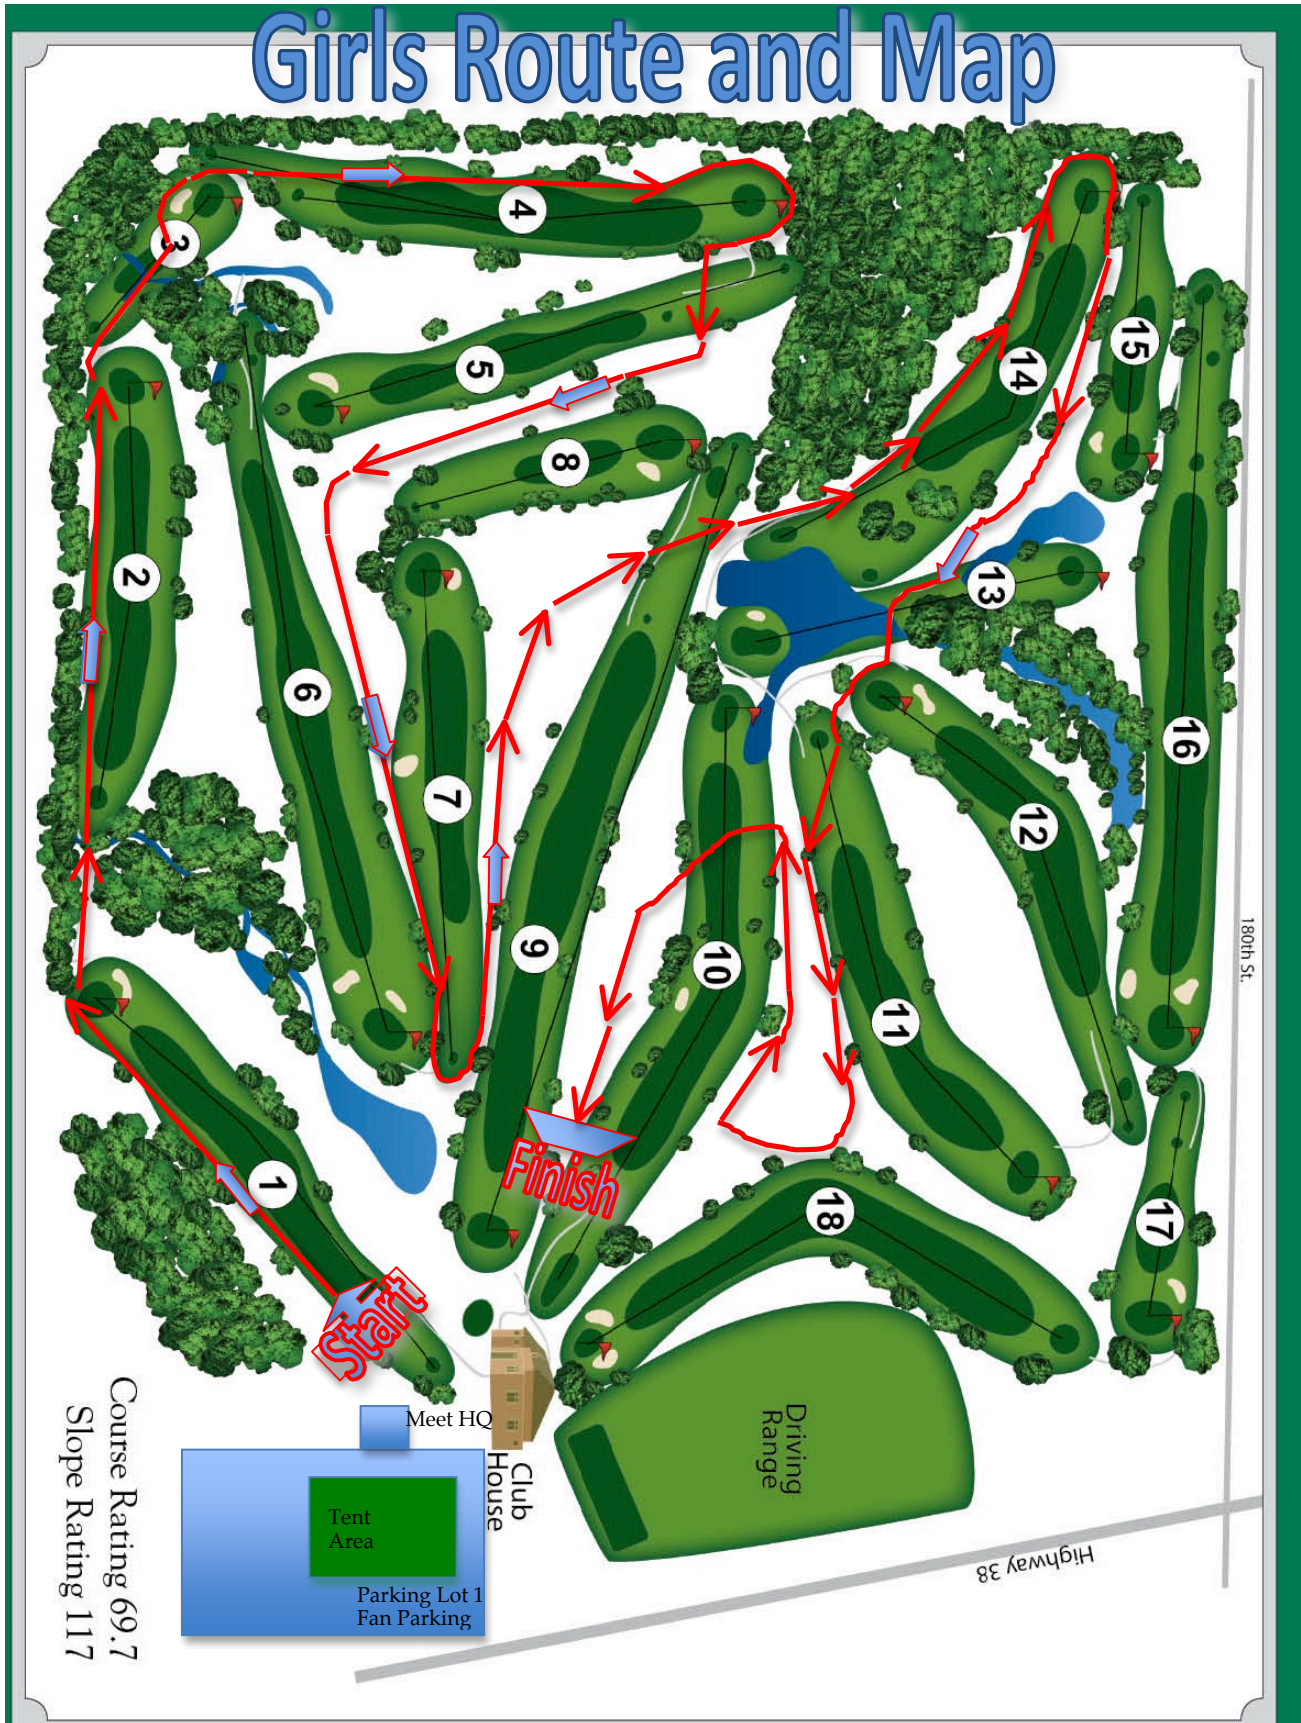 Girls Route and Map
4
3
5
14
15
8
2
13
6
16
7
12
9
10
11
180th St.
Finish
1
18
17
Start
Meet HQ
Club
House
Driving
Range
Tent
Area
Parking Lot 1
Fan Parking
Highway 38
Course Rating 69.7
Slope Rating 117